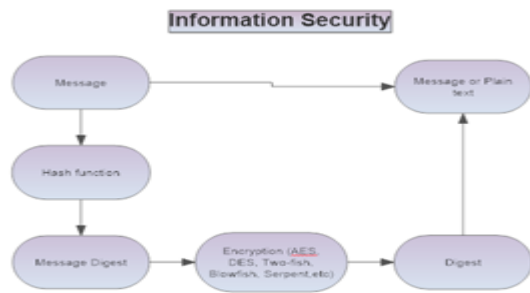 Information Security
Message
Message or Plain
text
Hash function
Message Digest
Encryption (AES,
DES, Two-fish,
Blowfish, Serpent,etc)
Digest